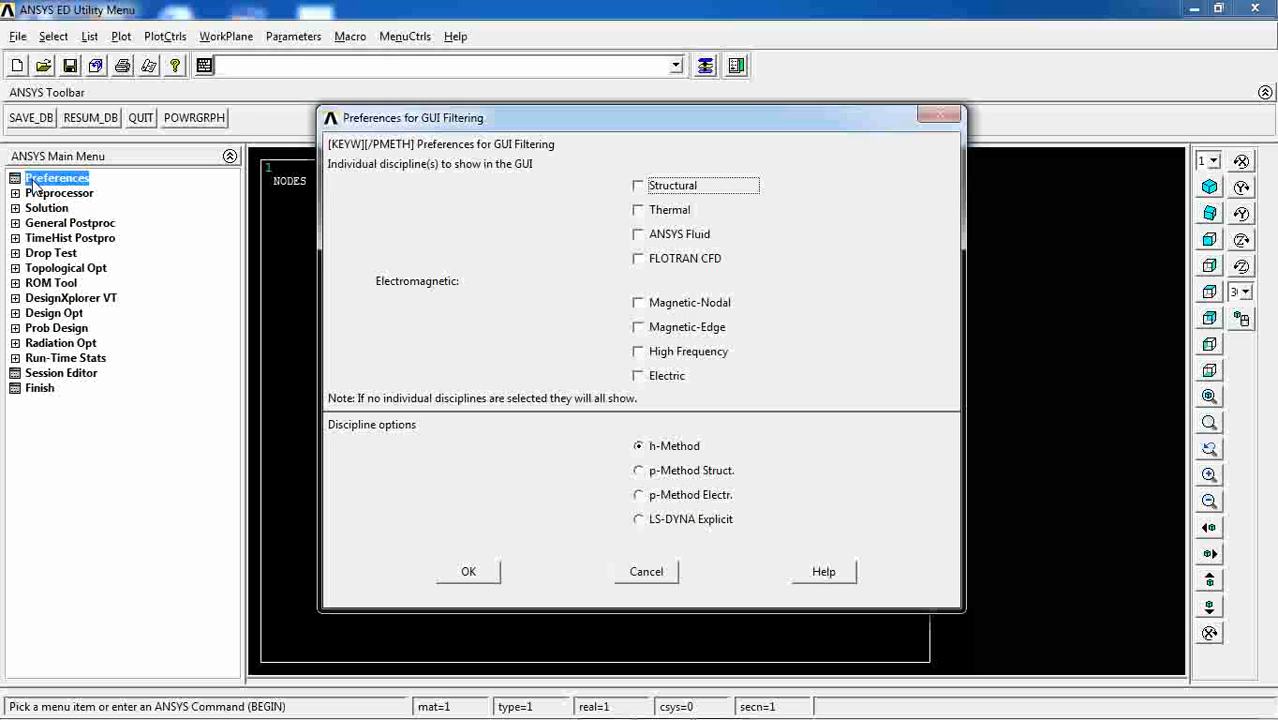 ANSYS ED Utility Menu
File Select List Plot PlotCtrls WorkPlane Parameters Macro MenuCtrls Help
ANSYS Toolbar
SAVE_DB RESUM_DB QUIT POWRGRPH
ANSYS Main Menu
Preferences
Preprocessor
Solution
General Postproc
TimeHist Postpro
Drop Test
Topological Opt
ROM Tool
DesignXplorer VT
Design Opt
Prob Design
Radiation Opt
Run-Time Stats
Session Editor
Finish
1
NODES
Preferences for GUI Filtering
[KEYW][/PMETH] Preferences for GUI Filtering
Individual discipline(s) to show in the GUI
Structural
Thermal
ANSYS Fluid
FLOTRAN CFD
Electromagnetic:
Magnetic-Nodal
Magnetic-Edge
High Frequency
Electric
Note: If no individual disciplines are selected they will all show.
Discipline options
h-Method
p-Method Struct.
p-Method Electr.
LS-DYNA Explicit
OK Cancel Help
1
Pick a menu item or enter an ANSYS Command (BEGIN) mat=1 type=1 real=1 csys=0 secn=1